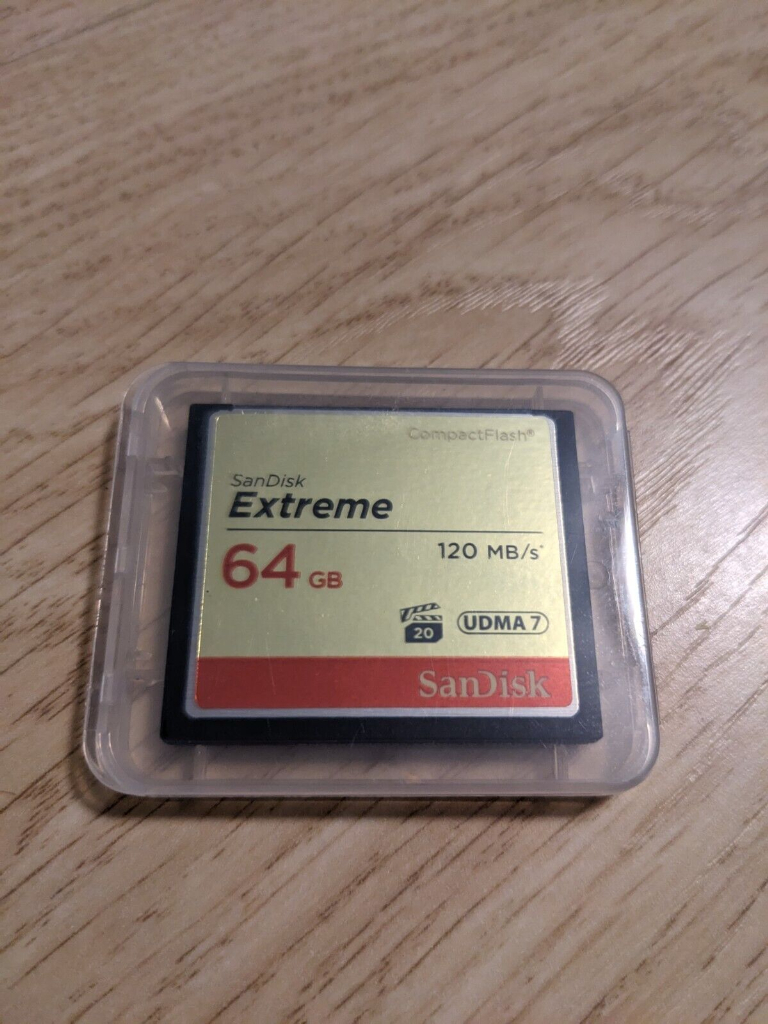 CompactFlash®
SanDisk
Extreme
120 MB/s*
64 GB
20 UDMA 7
SanDisk